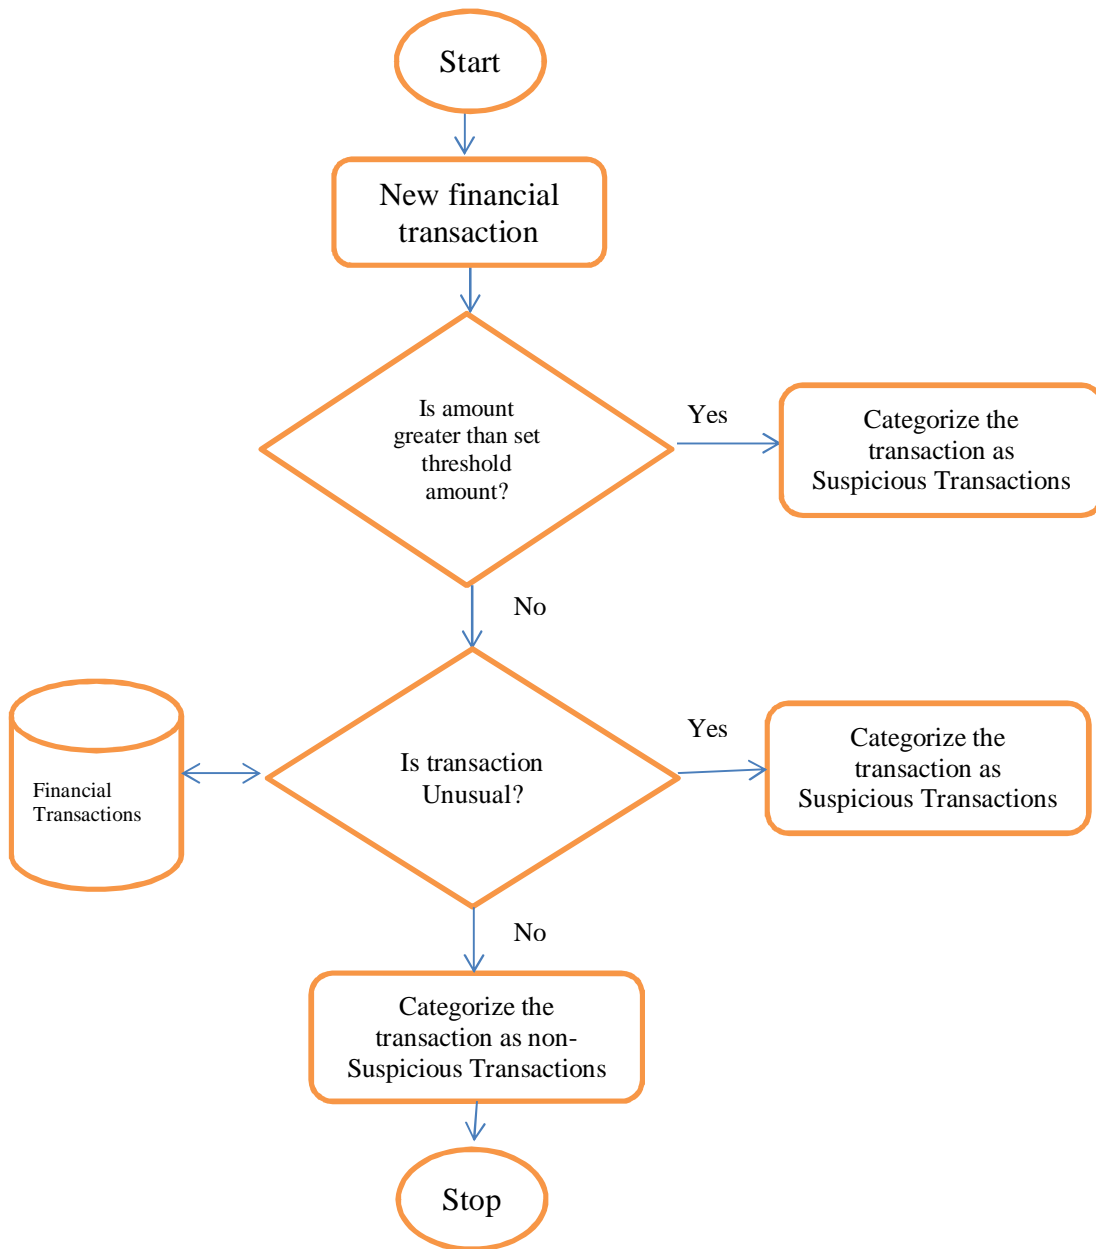 Start
New financial
transaction
Is amount
greater than set
threshold
amount?
Yes
Categorize the
transaction as
Suspicious Transactions
No
Financial
Transactions
Is transaction
Unusual?
Yes
Categorize the
transaction as
Suspicious Transactions
No
Categorize the
transaction as non-
Suspicious Transactions
Stop